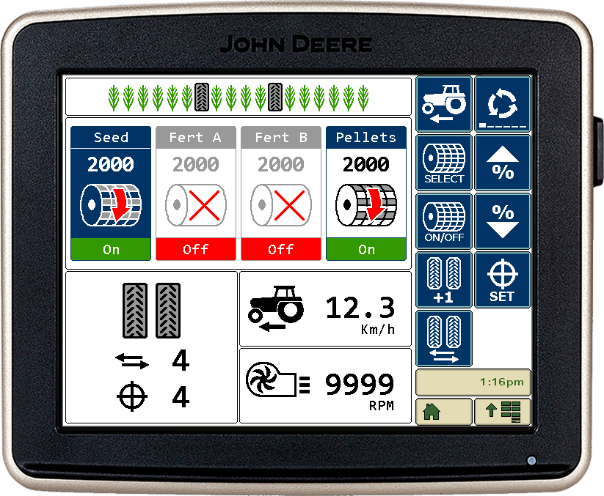 JOHN DEERE
Seed Fert A Fert B Pellets
2000 2000 2000 2000
On Off Off On
SELECT
%
ON/OFF
%
+1
SET
12.3
Km/h
4
4
9999
RPM
1:16pm